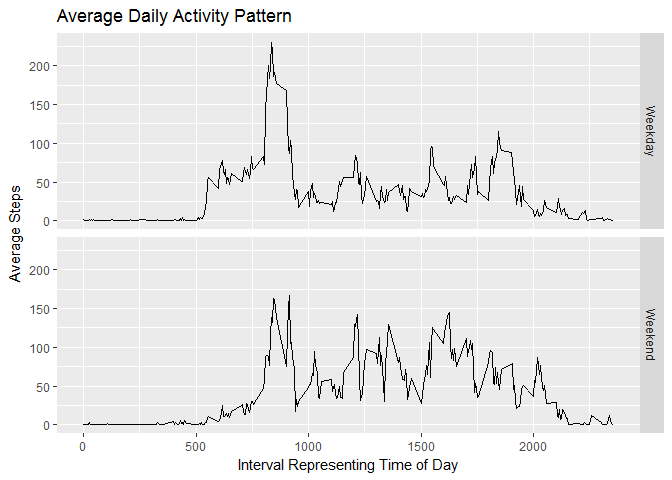 Average Daily Activity Pattern
Average Steps
200
150
100
50
0
Weekday
200
150
100
50
0
Weekend
0 500 1000 1500 2000
Interval Representing Time of Day